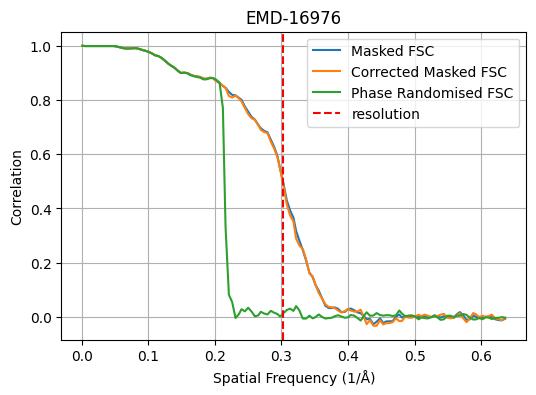 EMD-16976
Masked FSC
Corrected Masked FSC
Phase Randomised FSC
resolution
Correlation
1.0
0.8
0.6
0.4
0.2
0.0
0.0 0.1 0.2 0.3 0.4 0.5 0.6
Spatial Frequency (1/Å)